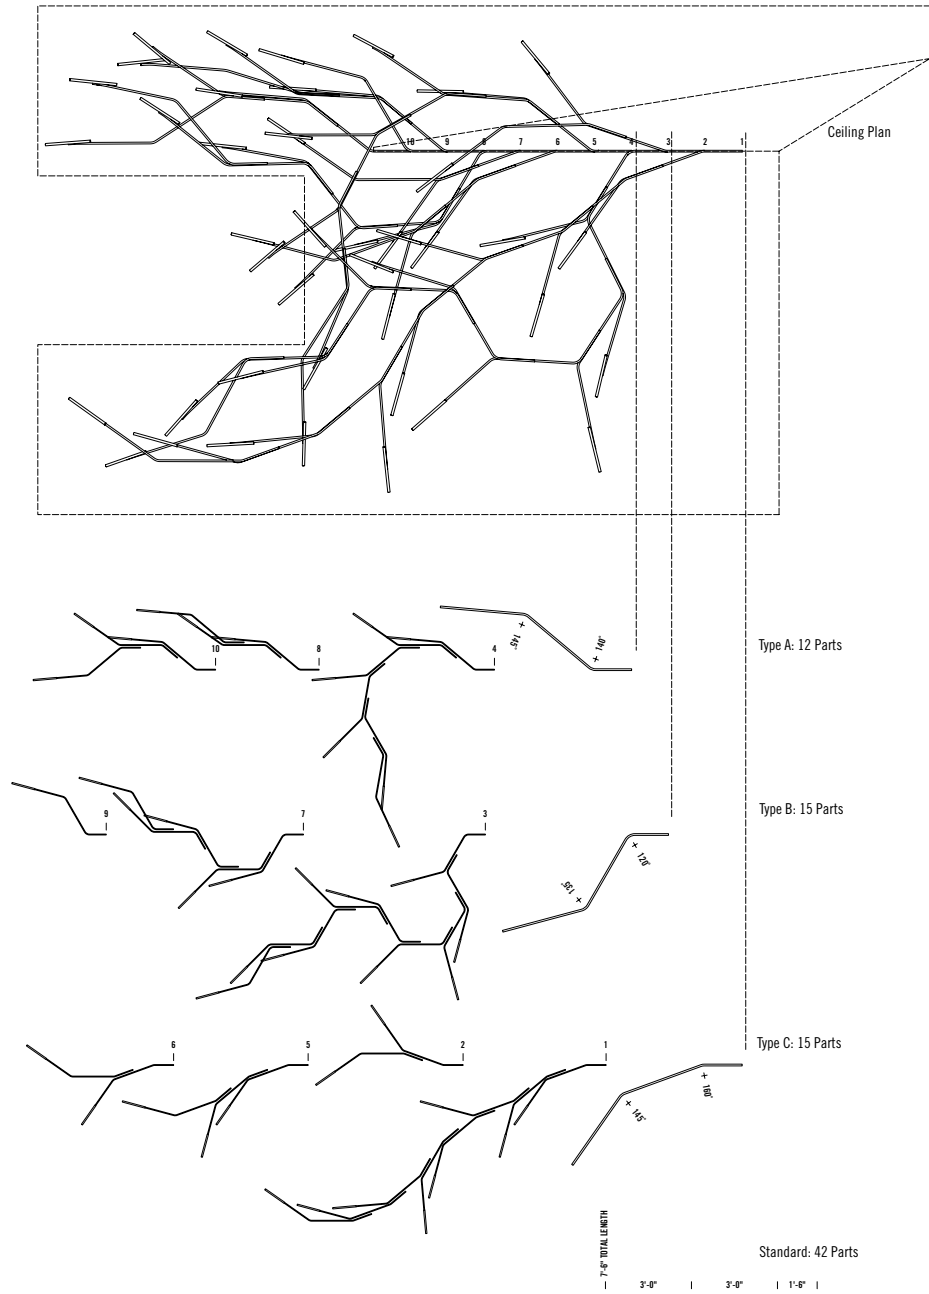 Ceiling Plan
10 9 8 7 6 5 4 3 2 1
Type A: 12 Parts
10 8 4
145°
140°
Type B: 15 Parts
9 7 3
120°
135°
Type C: 15 Parts
6 5 2 1
160°
145°
Standard: 42 Parts
7'-6" TOTAL LENGTH
3'-0" 3'-0" 1'-6"